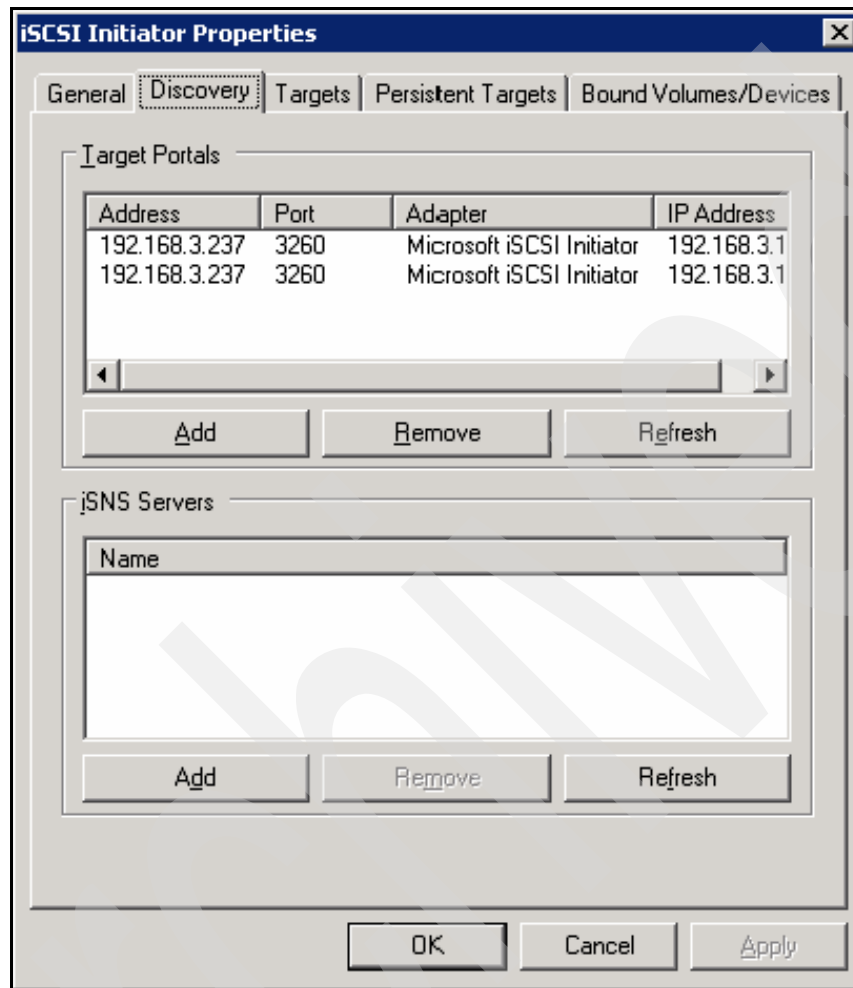 iSCSI Initiator Properties
General Discovery Targets Persistent Targets Bound Volumes/Devices
Target Portals
Address Port Adapter IP Address
192.168.3.237 3260 Microsoft iSCSI Initiator 192.168.3.1
192.168.3.237 3260 Microsoft iSCSI Initiator 192.168.3.1
Add Remove Refresh
iSNS Servers
Name
Add Remove Refresh
OK Cancel Apply